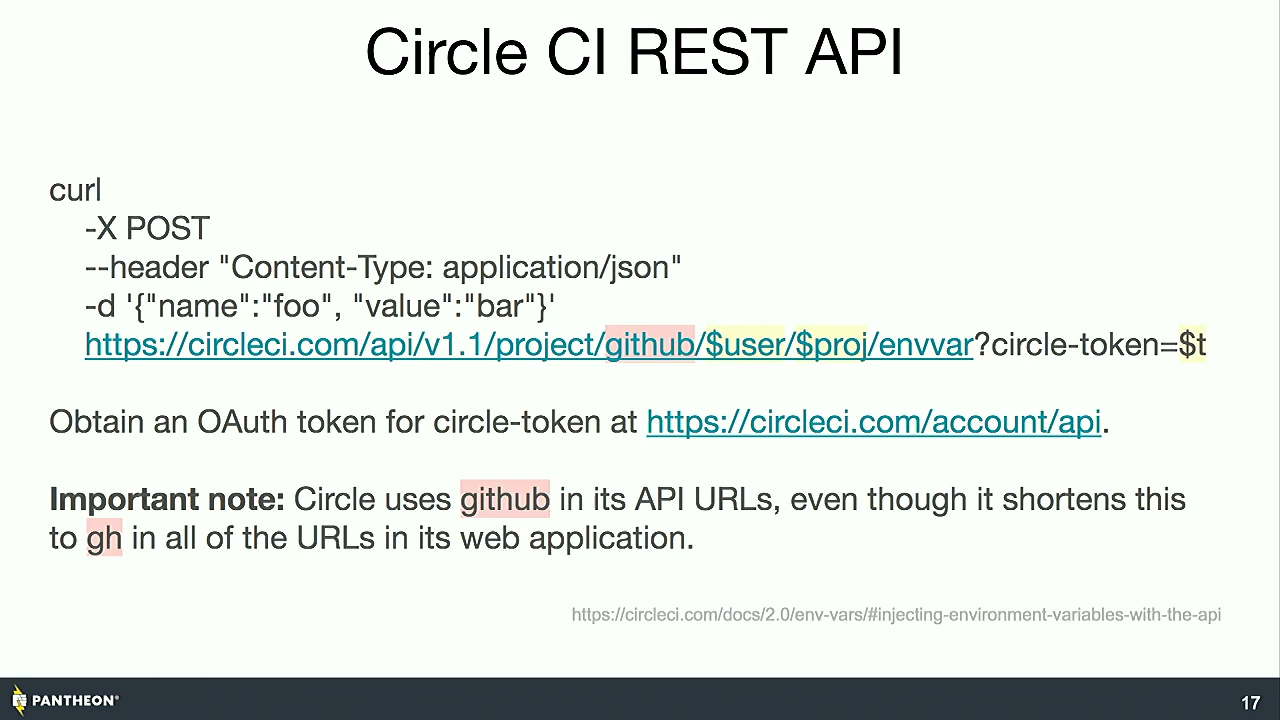 Circle CI REST API
curl
-X POST
--header "Content-Type: application/json"
-d '{"name":"foo", "value":"bar"}'
https://circleci.com/api/v1.1/project/github/$user/$proj/envvar?circle-token=$t
Obtain an OAuth token for circle-token at https://circleci.com/account/api.
Important note: Circle uses github in its API URLs, even though it shortens this
to gh in all of the URLs in its web application.
https://circleci.com/docs/2.0/env-vars/#injecting-environment-variables-with-the-api
PANTHEON®
17